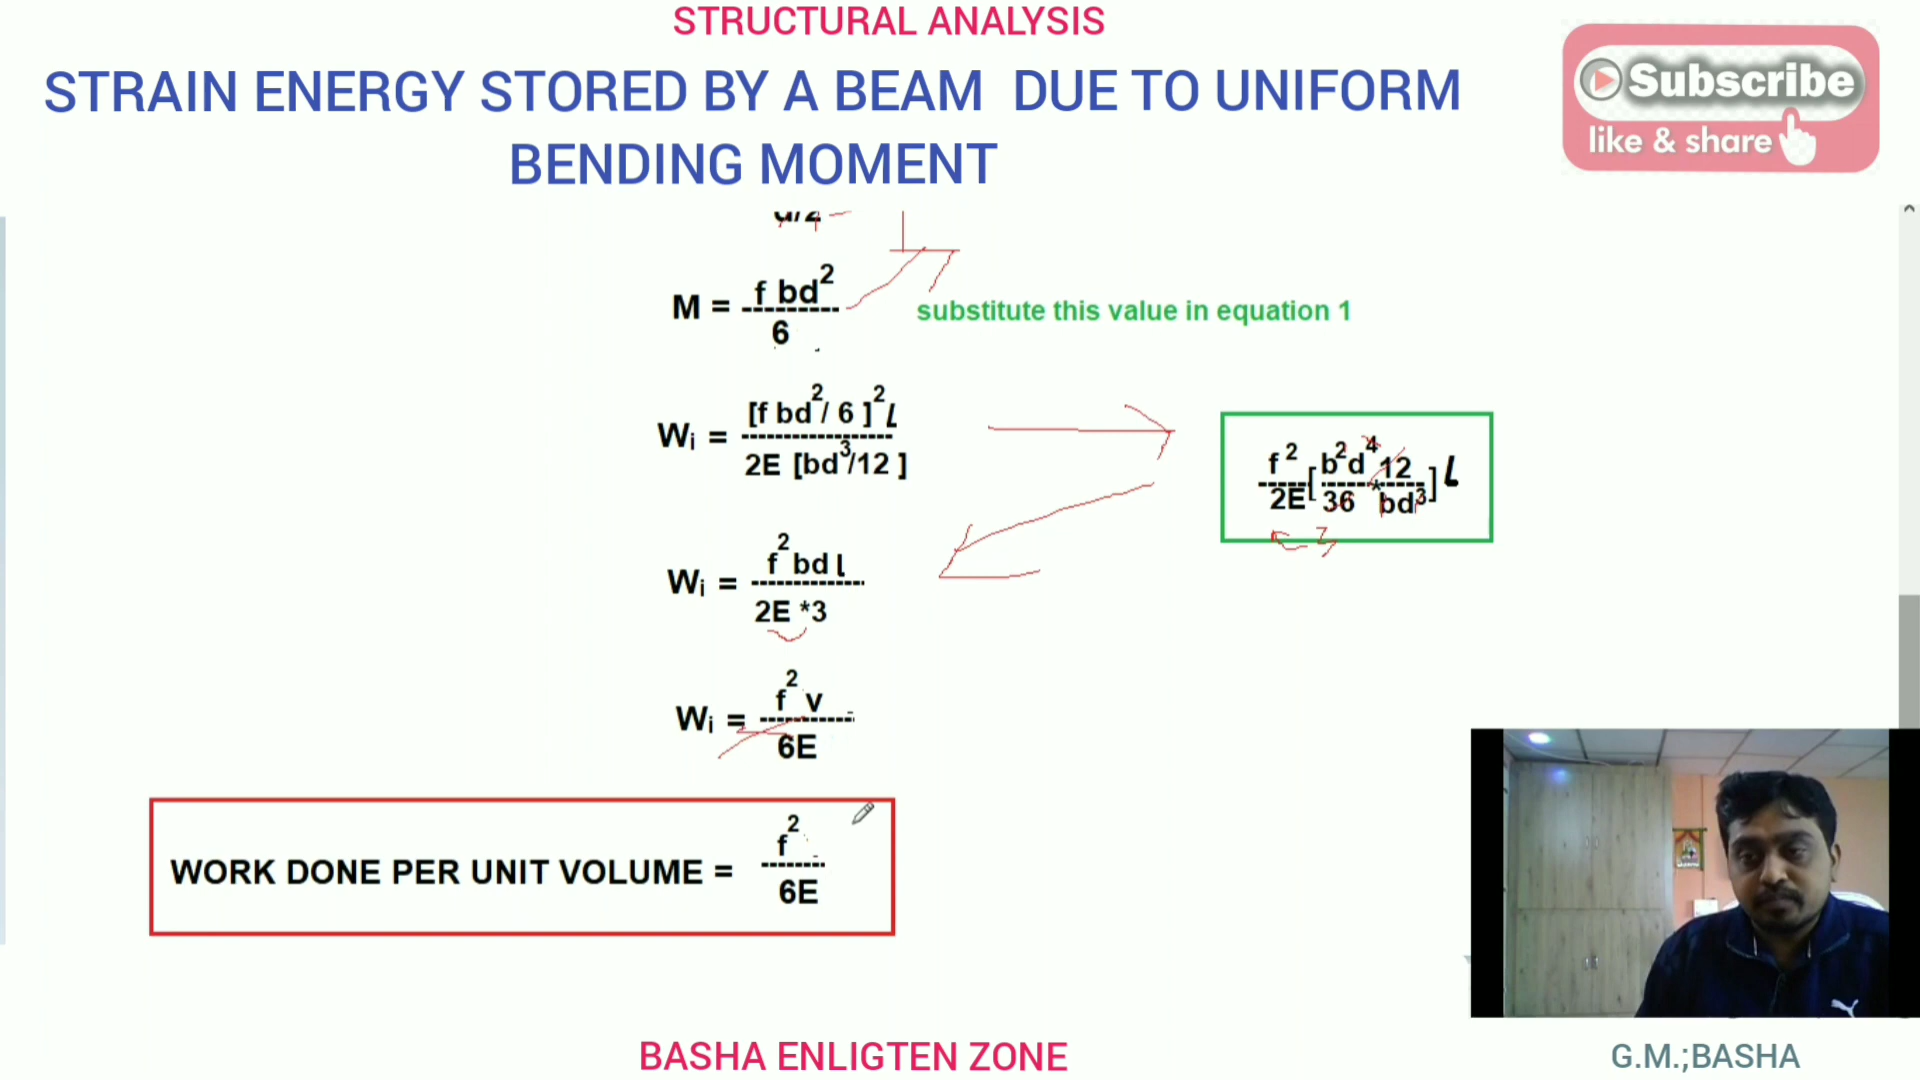 STRUCTURAL ANALYSIS
STRAIN ENERGY STORED BY A BEAM DUE TO UNIFORM
BENDING MOMENT
Subscribe
like & share
M = f bd² / 6
substitute this value in equation 1
Wi = [f bd²/ 6 ]² L / 2E [bd³/12 ]
f² / 2E [ b²d⁴ / 36 * 12 / bd³ ] L
Wi = f² bd l / 2E *3
Wi = f² v / 6E
WORK DONE PER UNIT VOLUME = f² / 6E
BASHA ENLIGTEN ZONE
G.M.;BASHA